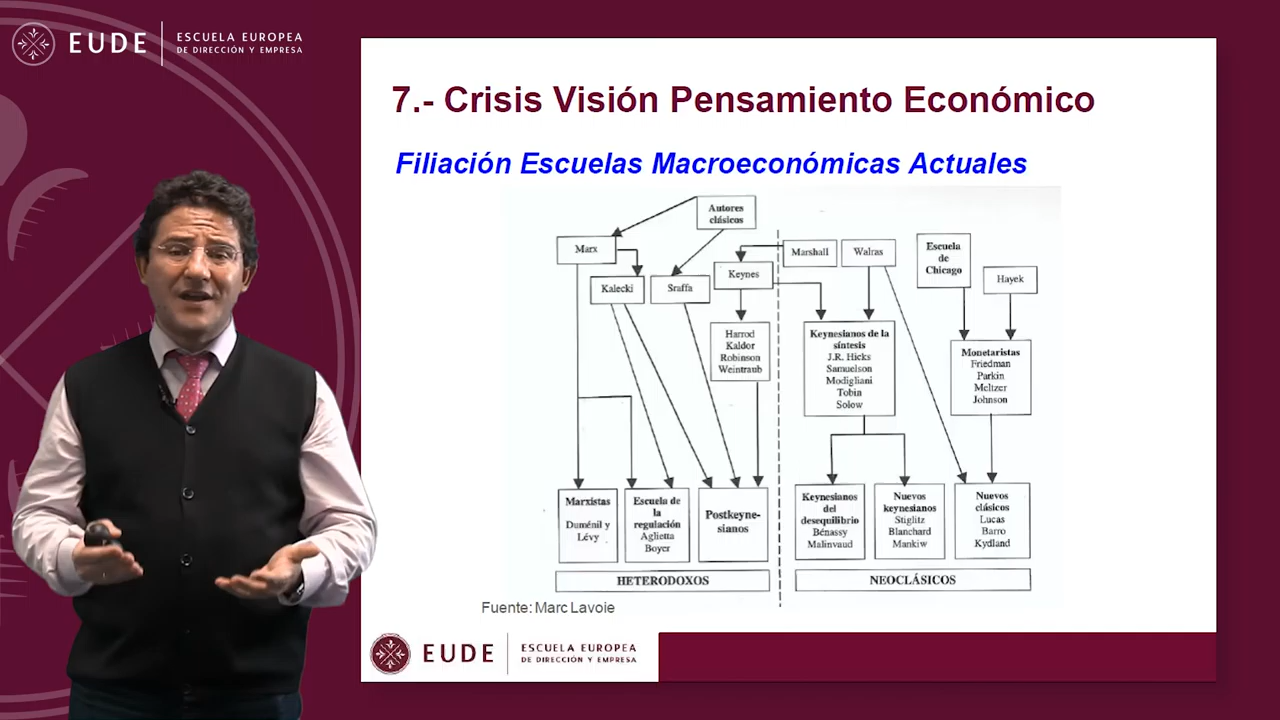 EUDE
ESCUELA EUROPEA
DE DIRECCIÓN Y EMPRESA
7.- Crisis Visión Pensamiento Económico
Filiación Escuelas Macroeconómicas Actuales
Autores
clásicos
Marx
Kalecki
Sraffa
Keynes
Marshall
Walras
Escuela
de
Chicago
Hayek
Harrod
Kaldor
Robinson
Weintraub
Keynesianos de la
síntesis
J.R. Hicks
Samuelson
Modigliani
Tobin
Solow
Monetaristas
Friedman
Parkin
Meltzer
Johnson
Marxistas
Duménil y
Lévy
Escuela de
la
regulación
Aglietta
Boyer
Postkeyne-
sianos
Keynesianos
del
desequilibrio
Bénassy
Malinvaud
Nuevos
keynesianos
Stiglitz
Blanchard
Mankiw
Nuevos
clásicos
Lucas
Barro
Kydland
HETERODOXOS
NEOCLÁSICOS
Fuente: Marc Lavoie
EUDE
ESCUELA EUROPEA
DE DIRECCIÓN Y EMPRESA